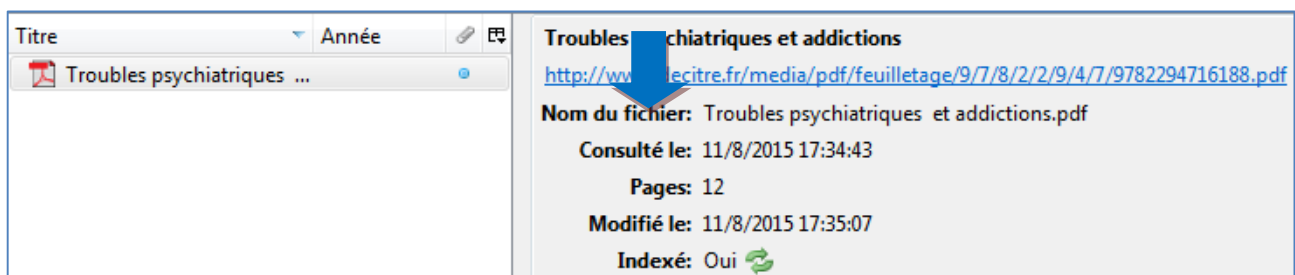 Titre Année
Troubles psychiatriques ...
Troubles chiatriques et addictions
http://ww decitre.fr/media/pdf/feuilletage/9/7/8/2/2/9/4/7/9782294716188.pdf
Nom du fichier: Troubles psychiatriques et addictions.pdf
Consulté le: 11/8/2015 17:34:43
Pages: 12
Modifié le: 11/8/2015 17:35:07
Indexé: Oui